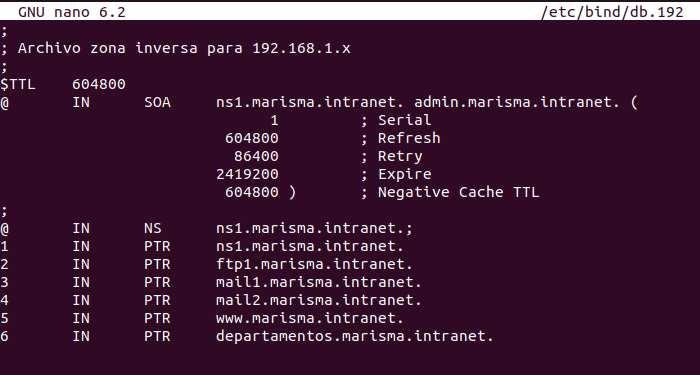 GNU nano 6.2 /etc/bind/db.192
;
; Archivo zona inversa para 192.168.1.x
;
$TTL 604800
@ IN SOA ns1.marisma.intranet. admin.marisma.intranet. (
1 ; Serial
604800 ; Refresh
86400 ; Retry
2419200 ; Expire
604800 ) ; Negative Cache TTL
;
@ IN NS ns1.marisma.intranet.;
1 IN PTR ns1.marisma.intranet.
2 IN PTR ftp1.marisma.intranet.
3 IN PTR mail1.marisma.intranet.
4 IN PTR mail2.marisma.intranet.
5 IN PTR www.marisma.intranet.
6 IN PTR departamentos.marisma.intranet.